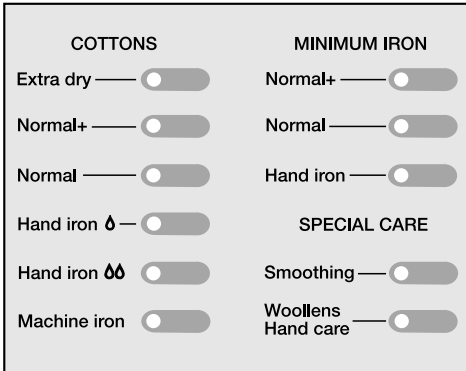 COTTONS
Extra dry
Normal+
Normal
Hand iron
Hand iron
Machine iron
MINIMUM IRON
Normal+
Normal
Hand iron
SPECIAL CARE
Smoothing
Woollens
Hand care